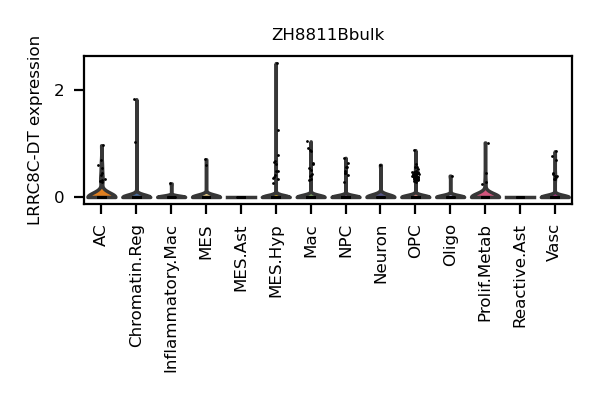 ZH8811Bbulk
LRRC8C-DT expression
2
0
AC
Chromatin.Reg
Inflammatory.Mac
MES
MES.Ast
MES.Hyp
Mac
NPC
Neuron
OPC
Oligo
Prolif.Metab
Reactive.Ast
Vasc